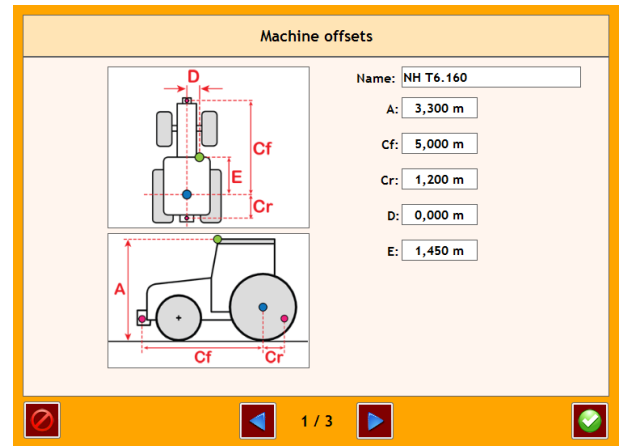 Machine offsets
Name: NH T6.160
A: 3,300 m
Cf: 5,000 m
Cr: 1,200 m
D: 0,000 m
E: 1,450 m
D
Cf
E
Cr
A
Cf Cr
1 / 3